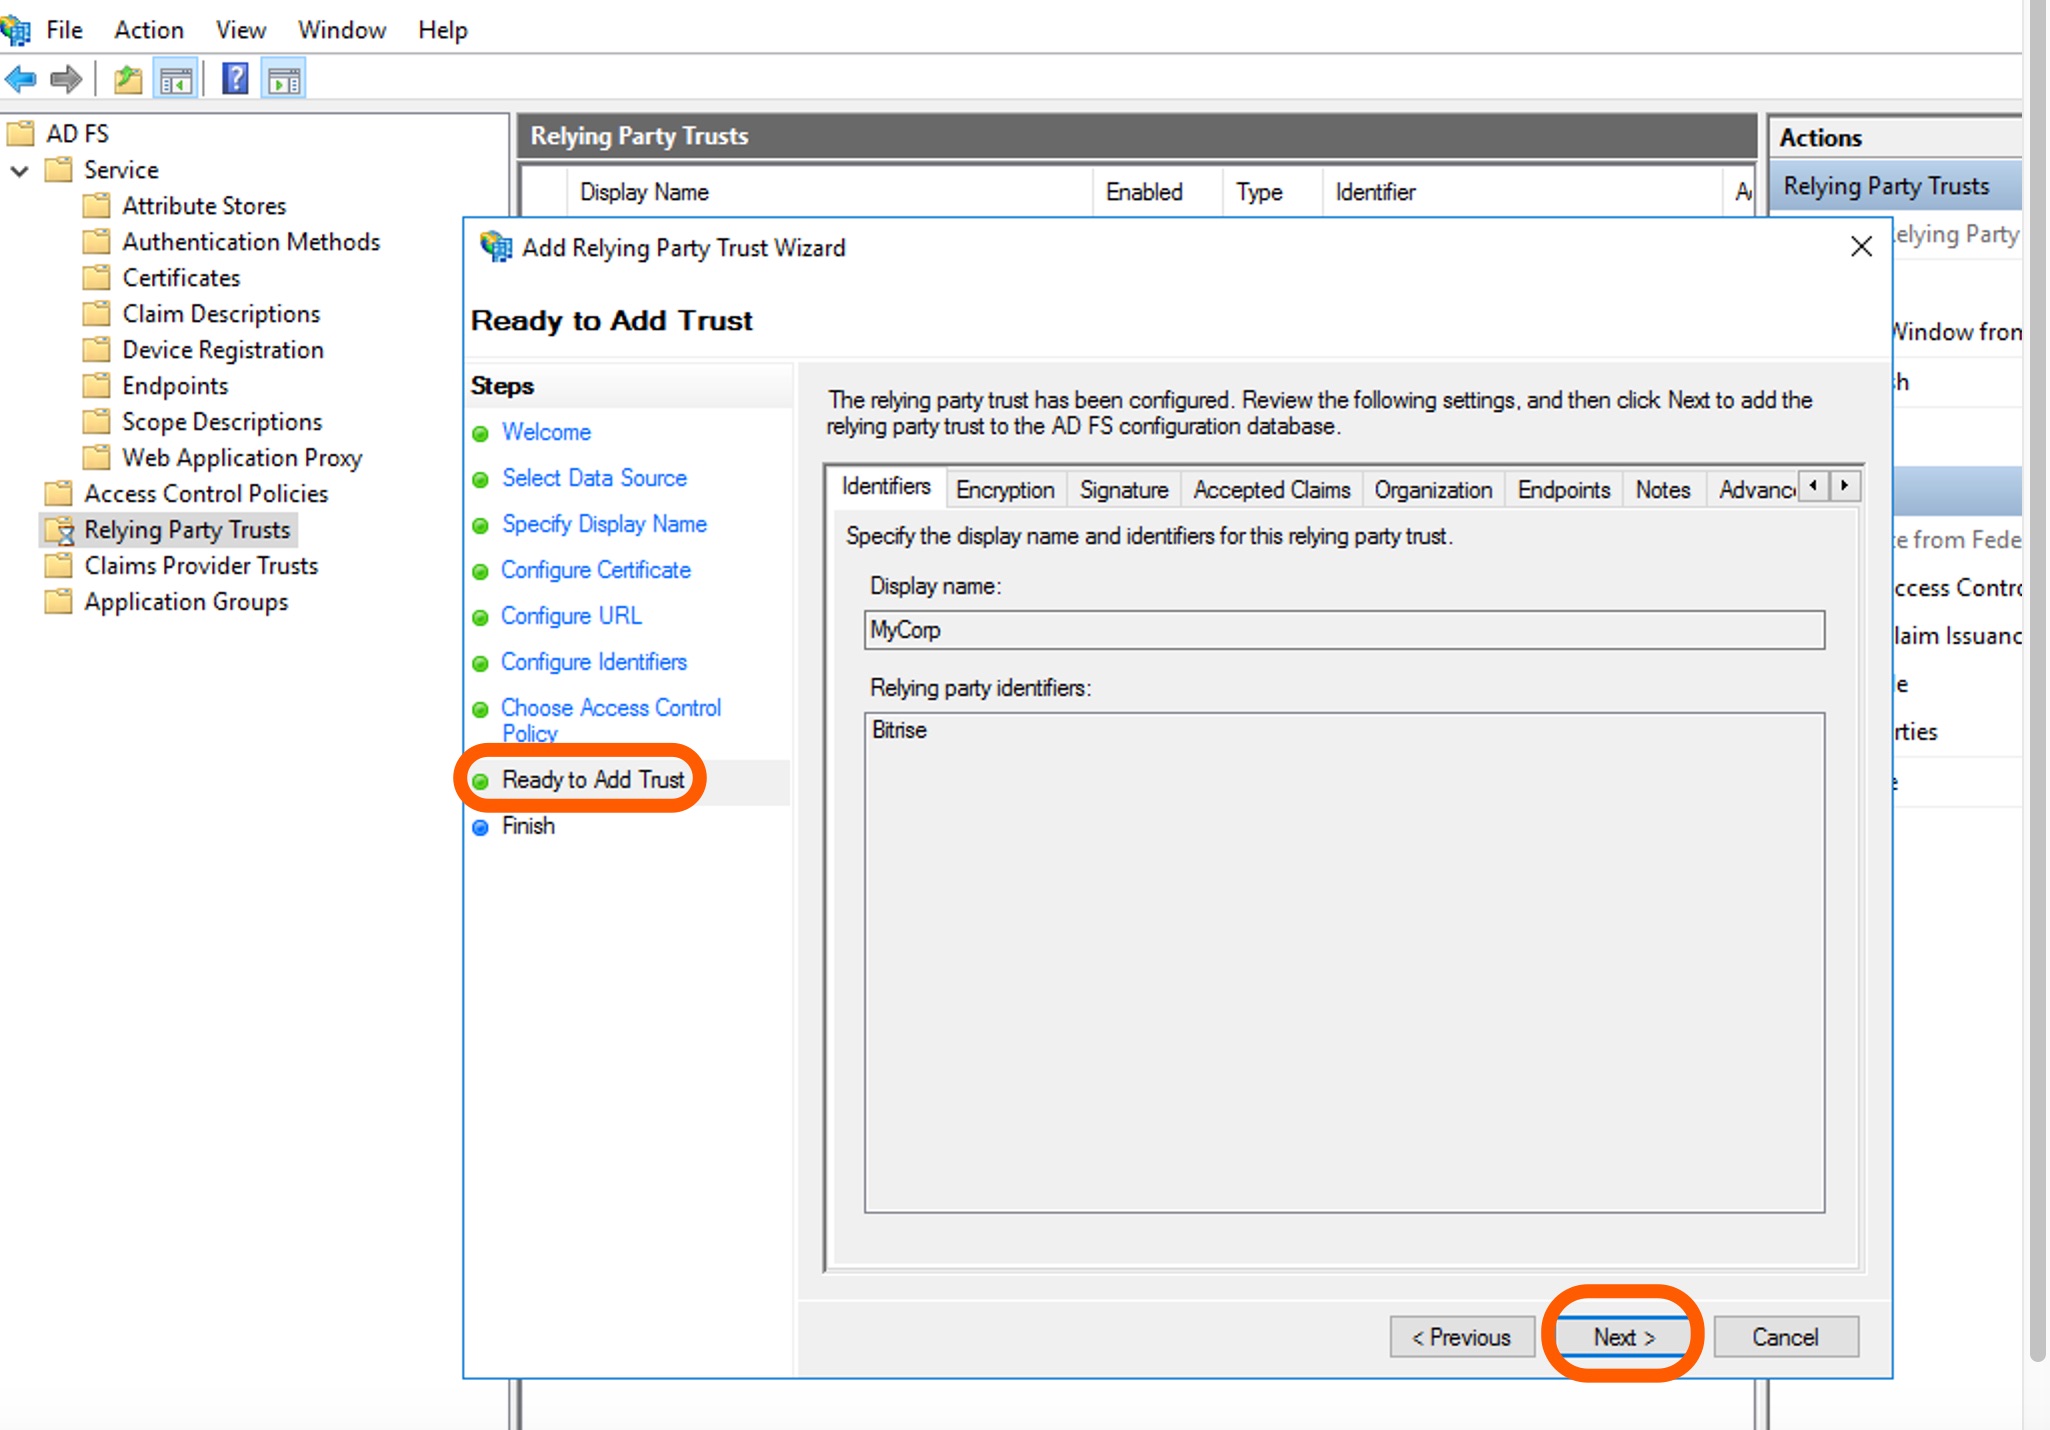 File Action View Window Help
AD FS
Service
Attribute Stores
Authentication Methods
Certificates
Claim Descriptions
Device Registration
Endpoints
Scope Descriptions
Web Application Proxy
Access Control Policies
Relying Party Trusts
Claims Provider Trusts
Application Groups
Relying Party Trusts
Display Name Enabled Type Identifier
Add Relying Party Trust Wizard
Ready to Add Trust
Steps
Welcome
Select Data Source
Specify Display Name
Configure Certificate
Configure URL
Configure Identifiers
Choose Access Control
Policy
Ready to Add Trust
Finish
The relying party trust has been configured. Review the following settings, and then click Next to add the
relying party trust to the AD FS configuration database.
Identifiers Encryption Signature Accepted Claims Organization Endpoints Notes Advanc
Specify the display name and identifiers for this relying party trust.
Display name:
MyCorp
Relying party identifiers:
Bitrise
< Previous Next > Cancel
Actions
Relying Party Trusts
elying Party
Window from
sh
te from Fede
ccess Contro
laim Issuanc
le
rties